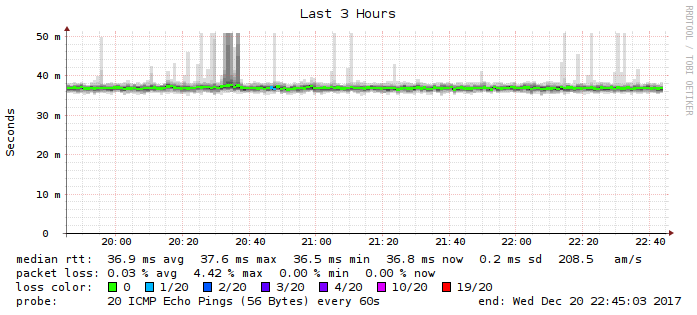 Last 3 Hours
RRDTOOL / TOBI OETIKER
Seconds
50 m
40 m
30 m
20 m
10 m
0
20:00 20:20 20:40 21:00 21:20 21:40 22:00 22:20 22:40
median rtt: 36.9 ms avg 37.6 ms max 36.5 ms min 36.8 ms now 0.2 ms sd 208.5 am/s
packet loss: 0.03 % avg 4.42 % max 0.00 % min 0.00 % now
loss color: 0 1/20 2/20 3/20 4/20 10/20 19/20
probe: 20 ICMP Echo Pings (56 Bytes) every 60s end: Wed Dec 20 22:45:03 2017